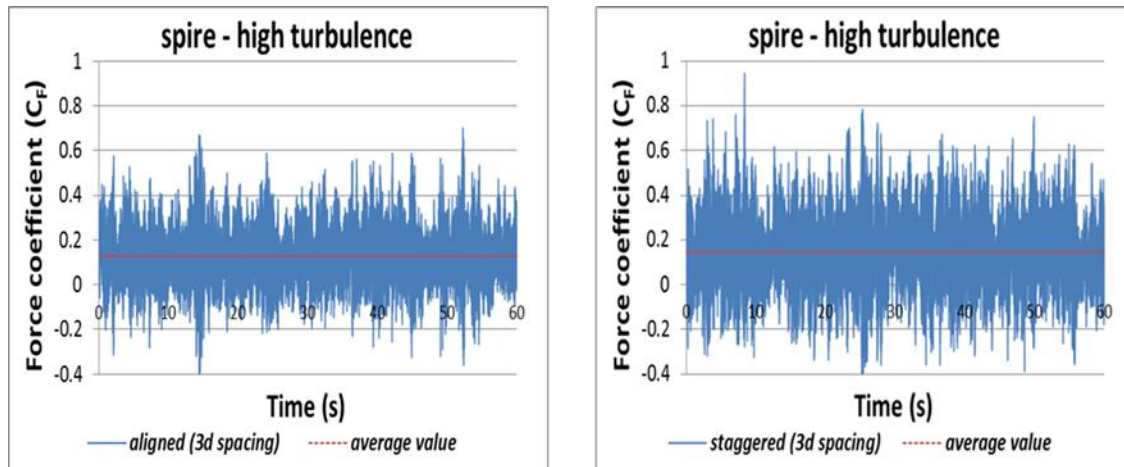 spire - high turbulence
Force coefficient (CF)
1
0.8
0.6
0.4
0.2
0
-0.2
-0.4
0 10 20 30 40 50 60
Time (s)
aligned (3d spacing) average value
spire - high turbulence
Force coefficient (CF)
1
0.8
0.6
0.4
0.2
0
-0.2
-0.4
0 10 20 30 40 50 60
Time (s)
staggered (3d spacing) average value